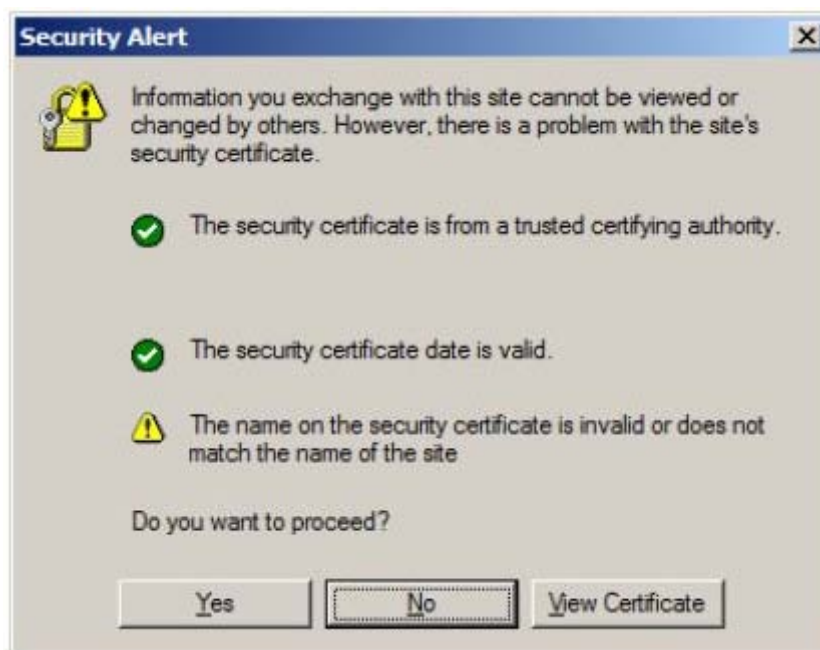 Security Alert
Information you exchange with this site cannot be viewed or
changed by others. However, there is a problem with the site's
security certificate.
The security certificate is from a trusted certifying authority.
The security certificate date is valid.
The name on the security certificate is invalid or does not
match the name of the site
Do you want to proceed?
Yes No View Certificate